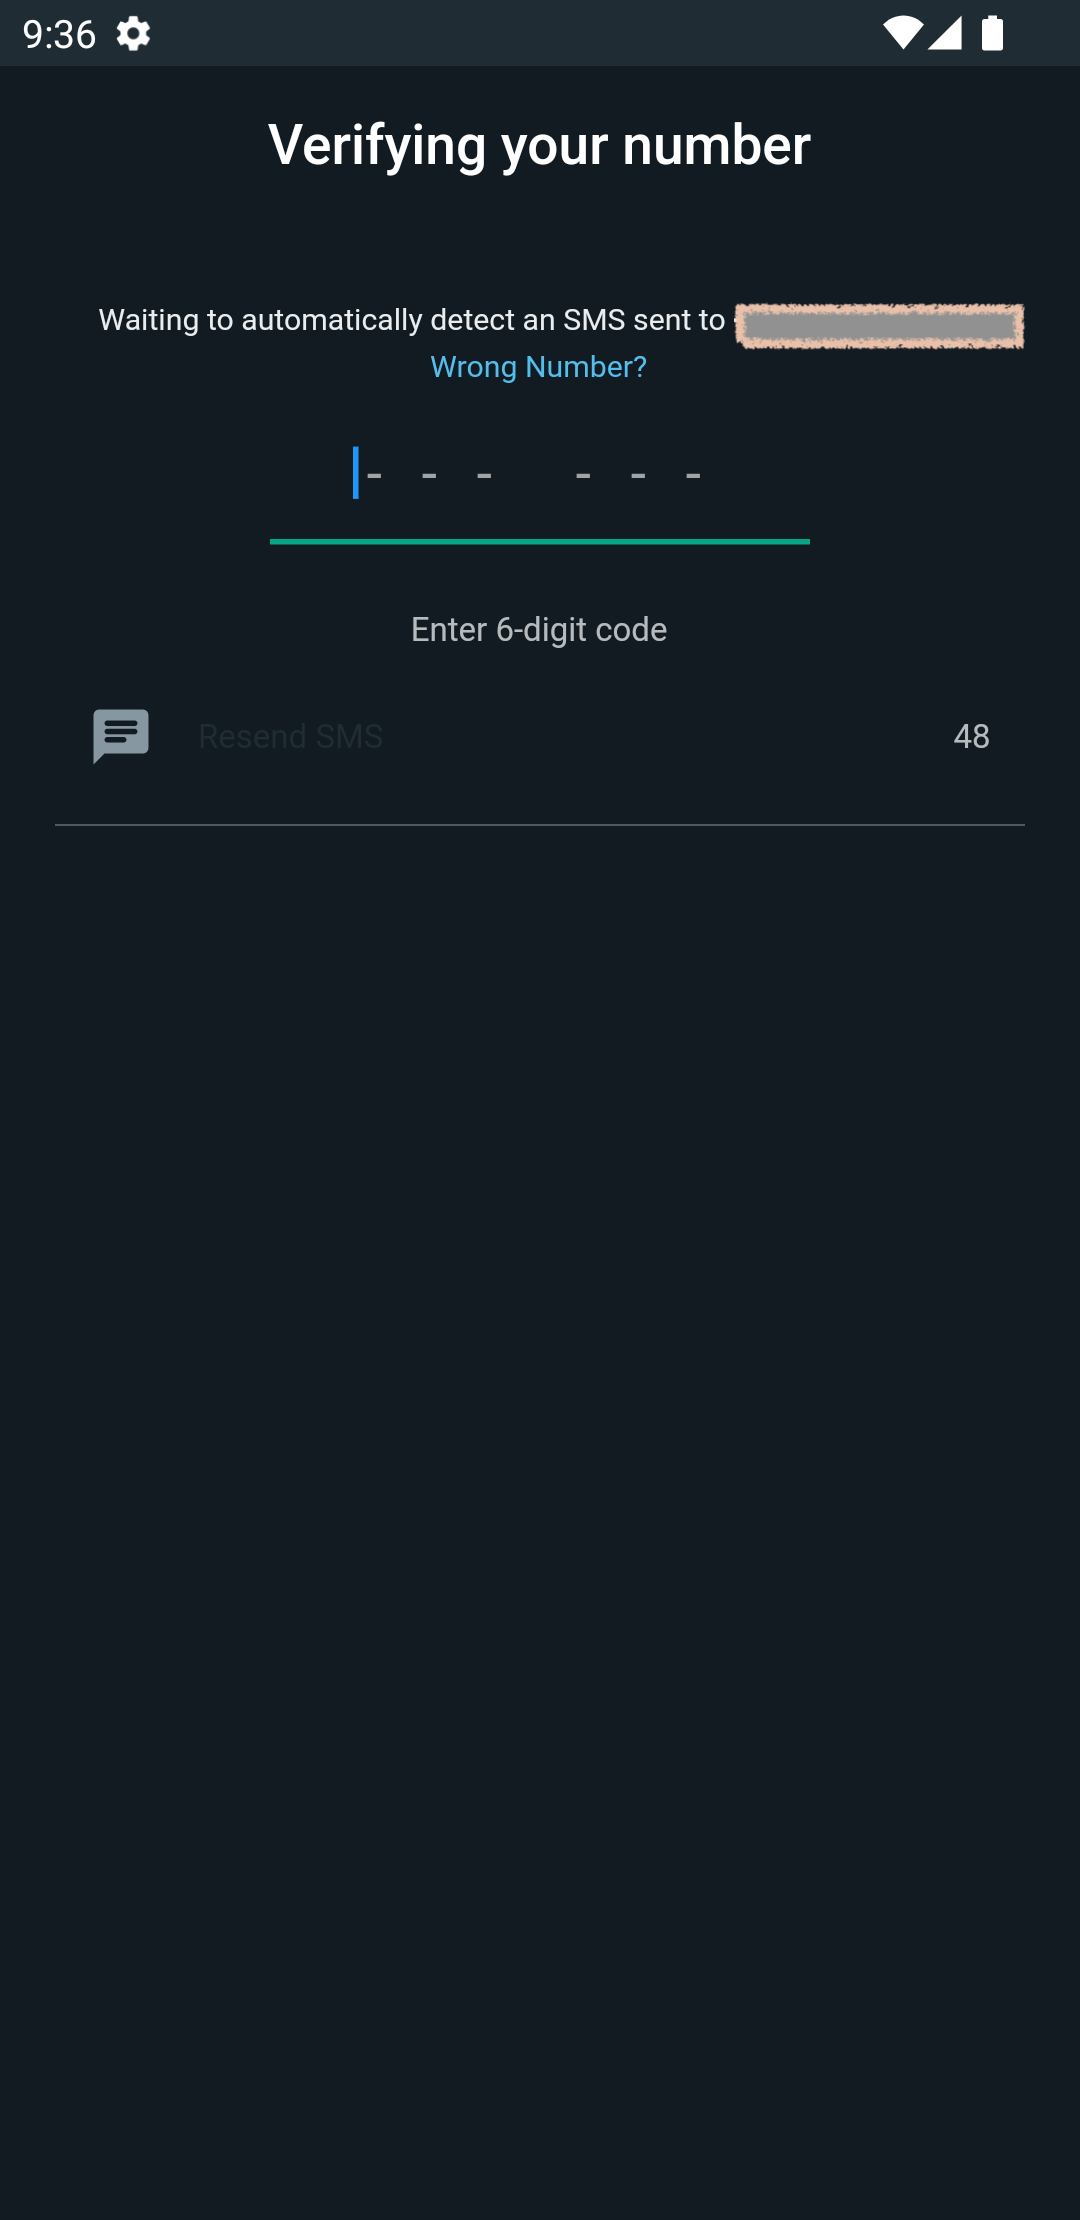 9:36
Verifying your number
Waiting to automatically detect an SMS sent to
Wrong Number?
- - - - - -
Enter 6-digit code
Resend SMS 48